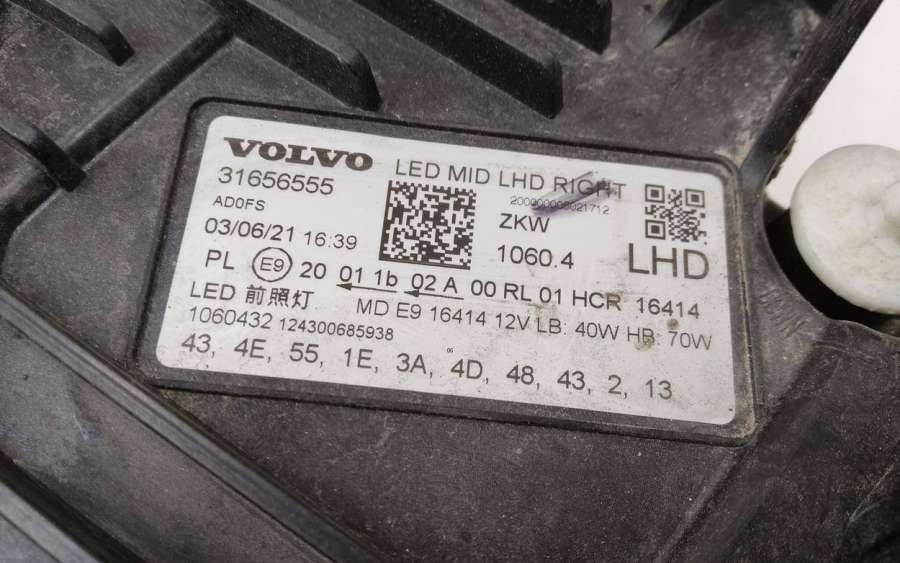 VOLVO LED MID LHD RIGHT
31656555
200000000021712
AD0FS ZKW
03/06/21 16:39 1060.4 LHD
PL E9 20 01 1b 02 A 00 RL 01 HCR 16414
LED 前照灯 MD E9 16414 12V LB: 40W HB: 70W
1060432 124300685938
43, 4E, 55, 1E, 3A, 4D, 48, 43, 2, 13